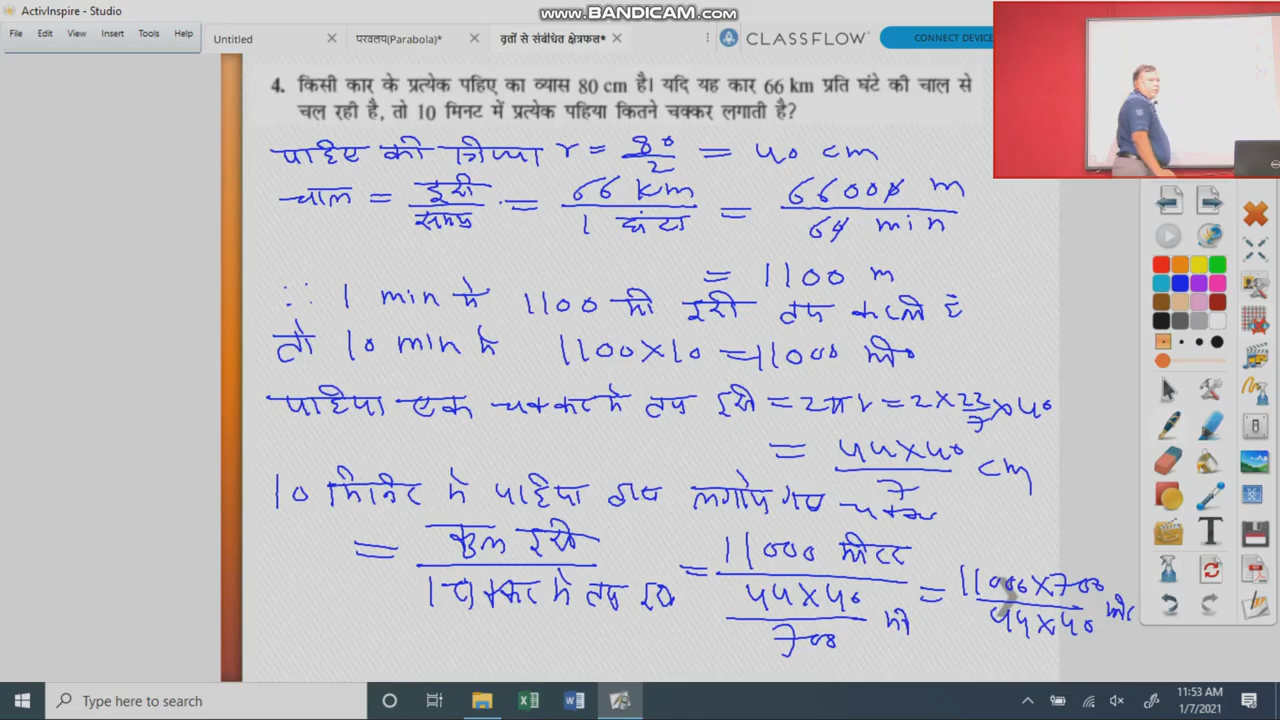 ActivInspire - Studio
www.BANDICAM.com
File Edit View Insert Tools Help
Untitled
परवलय(Parabola)*
वृतों से संबंधित क्षेत्रफल*
CLASSFLOW
CONNECT DEVICE
4. किसी कार के प्रत्येक पहिए का व्यास 80 cm है। यदि यह कार 66 km प्रति घंटे की चाल से
चल रही है, तो 10 मिनट में प्रत्येक पहिया कितने चक्कर लगाती है?
पहिए की त्रिज्या r = 80/2 = 40 cm
चाल = दूरी/समय = 66 km/1 घंटा = 66000 m/60 min
= 1100 m
∵ 1 min में 1100 मी दूरी तय करती है
तो 10 min में 1100×10 = 11000 मी०
पहिया एक चक्कर में तय दूरी = 2πr = 2×22/7×40
= 44×40/7 cm
10 मिनिट में पहिया द्वारा लगाये गए चक्कर
= कुल दूरी/1 चक्कर में तय दूरी = 11000 मीटर/44×40/700 मी = 11000×700/44×40
Type here to search
11:53 AM
1/7/2021